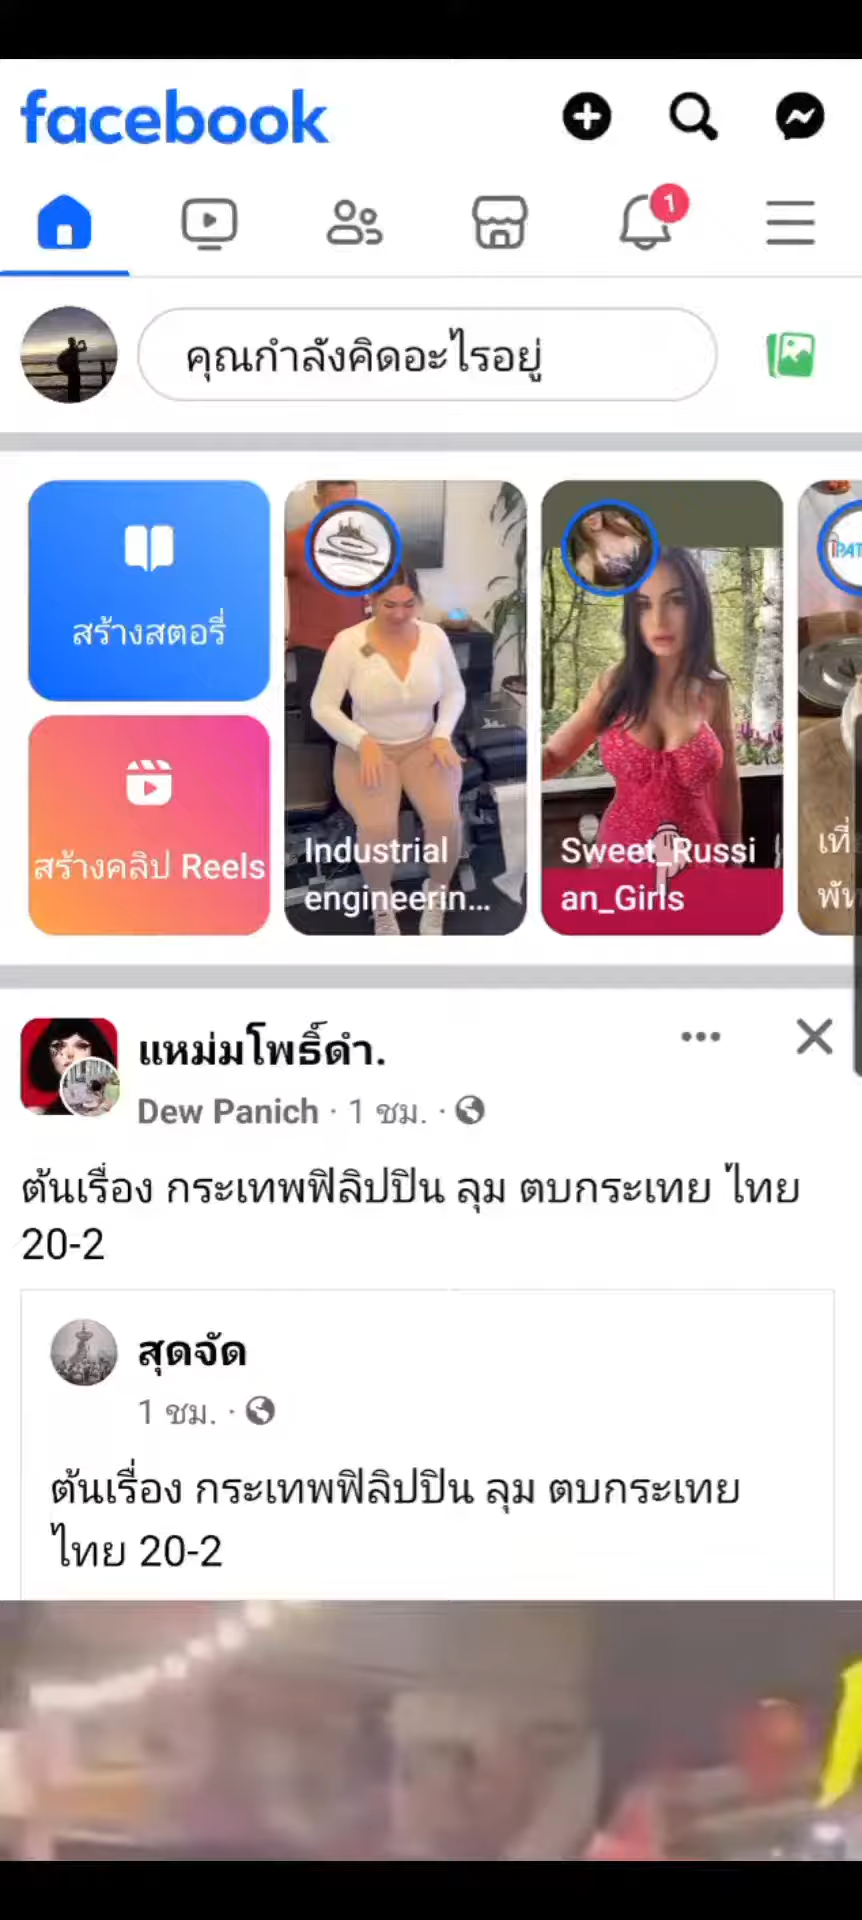 facebook
1
คุณกำลังคิดอะไรอยู่
สร้างสตอรี่
สร้างคลิป Reels
Industrial
engineerin...
Sweet_Russi
an_Girls
เที่
พัน
แหม่มโพธิ์ดำ.
Dew Panich · 1 ชม. ·
ต้นเรื่อง กระเทพฟิลิปปิน ลุม ตบกระเทย ไทย
20-2
สุดจัด
1 ชม. ·
ต้นเรื่อง กระเทพฟิลิปปิน ลุม ตบกระเทย
ไทย 20-2